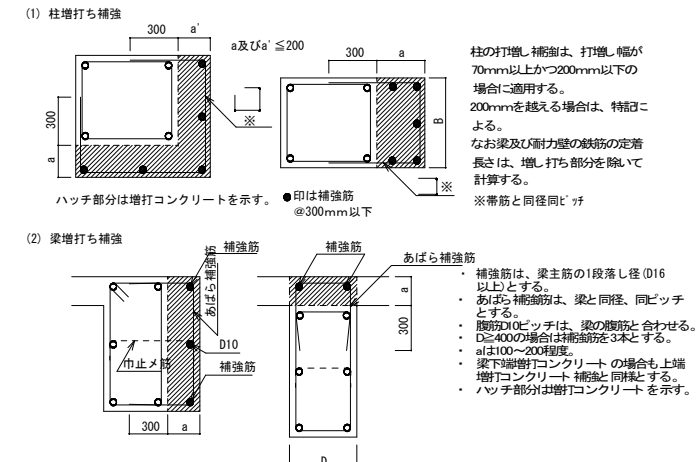 (1) 柱増打ち補強
300 a'
a及びa' ≦200
300 a
柱の打増し補強は、打増し幅が
70mm以上かつ200mm以下の
場合に適用する。
200mmを越える場合は、特記に
よる。
なお梁及び耐力壁の鉄筋の定着
長さは、増し打ち部分を除いて
計算する。
※帯筋と同径同ピッチ
300
a
※
B
※
ハッチ部分は増打コンクリートを示す。
●印は補強筋
@300mm以下
(2) 梁増打ち補強
補強筋
補強筋
あばら補強筋
あばら補強筋
a
300
D10
巾止メ筋
補強筋
300 a
D
・ 補強筋は、梁主筋の1段落し径(D16
以上)とする。
・ あばら補強筋は、梁と同径、同ピッチ
とする。
・ 腹筋D10ピッチは、梁の腹筋と合わせる。
・ D≧400の場合は補強筋を3本とする。
・ aは100～200程度。
・ 梁下端増打コンクリートの場合も上端
増打コンクリート補強と同様とする。
・ ハッチ部分は増打コンクリートを示す。